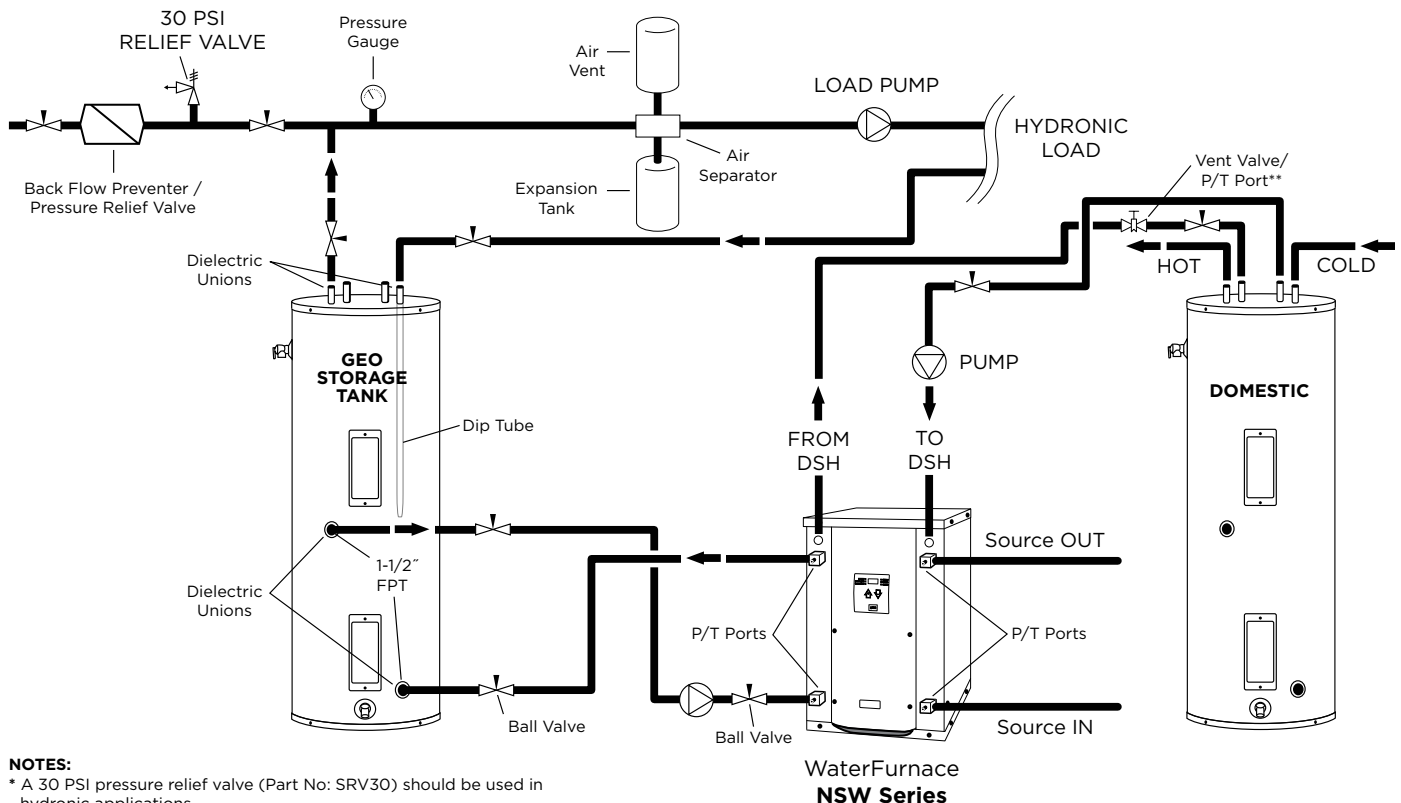 30 PSI
RELIEF VALVE
Pressure
Gauge
Air
Vent
LOAD PUMP
HYDRONIC
LOAD
Back Flow Preventer /
Pressure Relief Valve
Air
Separator
Expansion
Tank
Vent Valve/
P/T Port**
HOT
COLD
Dielectric
Unions
GEO
STORAGE
TANK
Dip Tube
PUMP
DOMESTIC
FROM
DSH
TO
DSH
Source OUT
1-1/2"
FPT
Dielectric
Unions
P/T Ports
P/T Ports
Ball Valve
Ball Valve
Source IN
WaterFurnace
NSW Series
NOTES:
* A 30 PSI pressure relief valve (Part No: SRV30) should be used in
hydronic applications